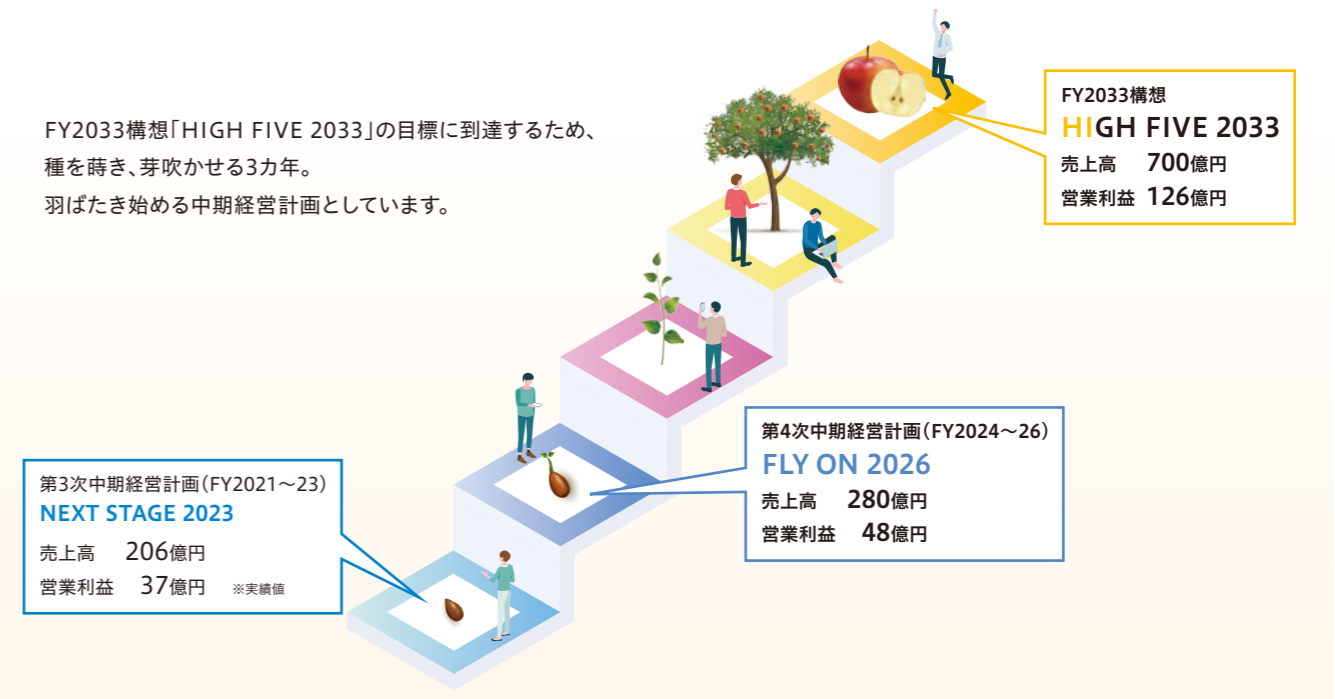 FY2033構想「HIGH FIVE 2033」の目標に到達するため、
種を蒔き、芽吹かせる3カ年。
羽ばたき始める中期経営計画としています。
FY2033構想
HIGH FIVE 2033
売上高 700億円
営業利益 126億円
第4次中期経営計画(FY2024～26)
FLY ON 2026
売上高 280億円
営業利益 48億円
第3次中期経営計画(FY2021～23)
NEXT STAGE 2023
売上高 206億円
営業利益 37億円 ※実績値